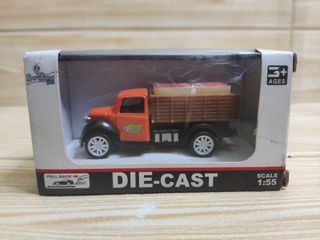 3+
AGES
PULL BACK
DIE-CAST
SCALE
1:55